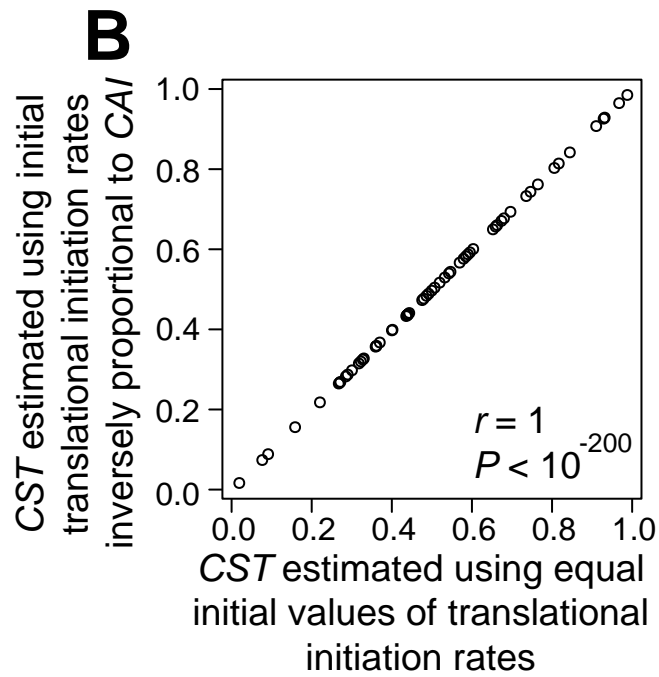 B
CST estimated using initial
translational initiation rates
inversely proportional to CAI
1.0
0.8
0.6
0.4
0.2
0.0
r = 1
P < 10^-200
0.0 0.2 0.4 0.6 0.8 1.0
CST estimated using equal
initial values of translational
initiation rates